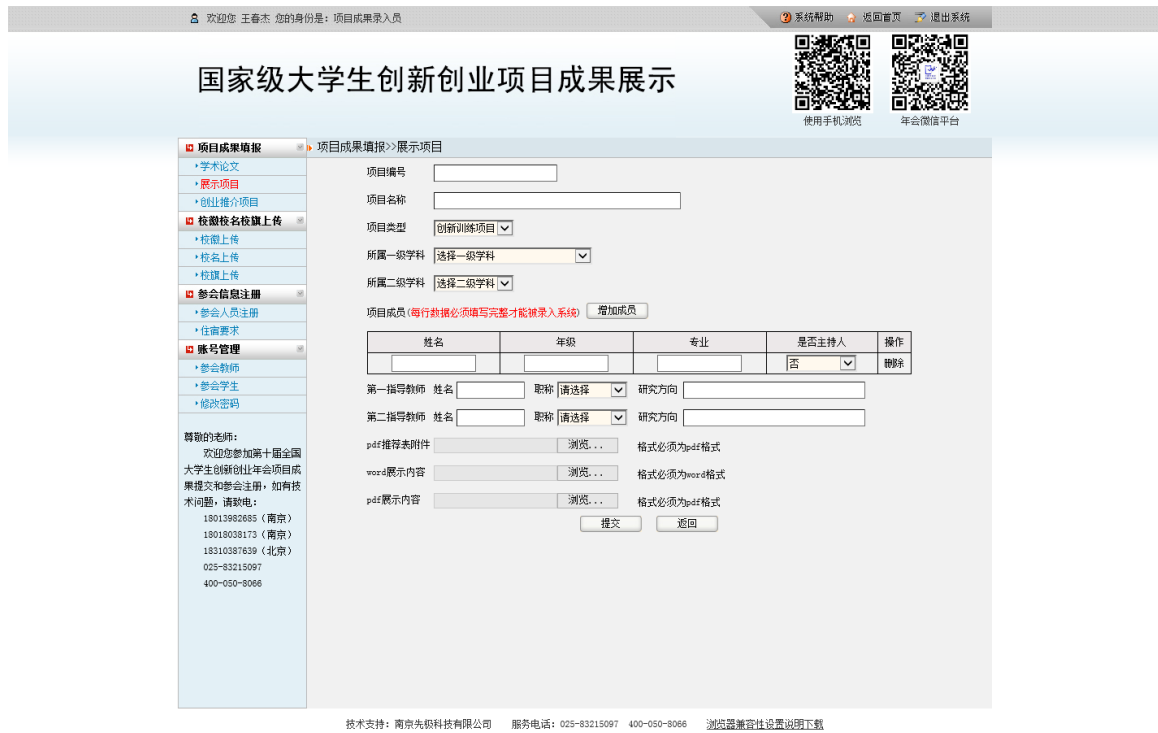 欢迎您 王春杰 您的身份是：项目成果录入员
系统帮助 返回首页 退出系统
国家级大学生创新创业项目成果展示
使用手机浏览 年会微信平台
项目成果填报
学术论文
展示项目
创业推介项目
校徽校名校旗上传
校徽上传
校名上传
校旗上传
参会信息注册
参会人员注册
住宿要求
账号管理
参会教师
参会学生
修改密码
尊敬的老师：
欢迎您参加第十届全国
大学生创新创业年会项目成
果提交和参会注册，如有技
术问题，请致电：
18013982685（南京）
18018038173（南京）
18310387639（北京）
025-83215097
400-050-8066
项目成果填报>>展示项目
项目编号
项目名称
项目类型 创新训练项目
所属一级学科 选择一级学科
所属二级学科 选择二级学科
项目成员(每行数据必须填写完整才能被录入系统) 增加成员
姓名 年级 专业 是否主持人 操作
否 删除
第一指导教师 姓名 职称 请选择 研究方向
第二指导教师 姓名 职称 请选择 研究方向
pdf推荐表附件 浏览... 格式必须为pdf格式
word展示内容 浏览... 格式必须为word格式
pdf展示内容 浏览... 格式必须为pdf格式
提交 返回
技术支持：南京先极科技有限公司 服务电话：025-83215097 400-050-8066 浏览器兼容性设置说明下载